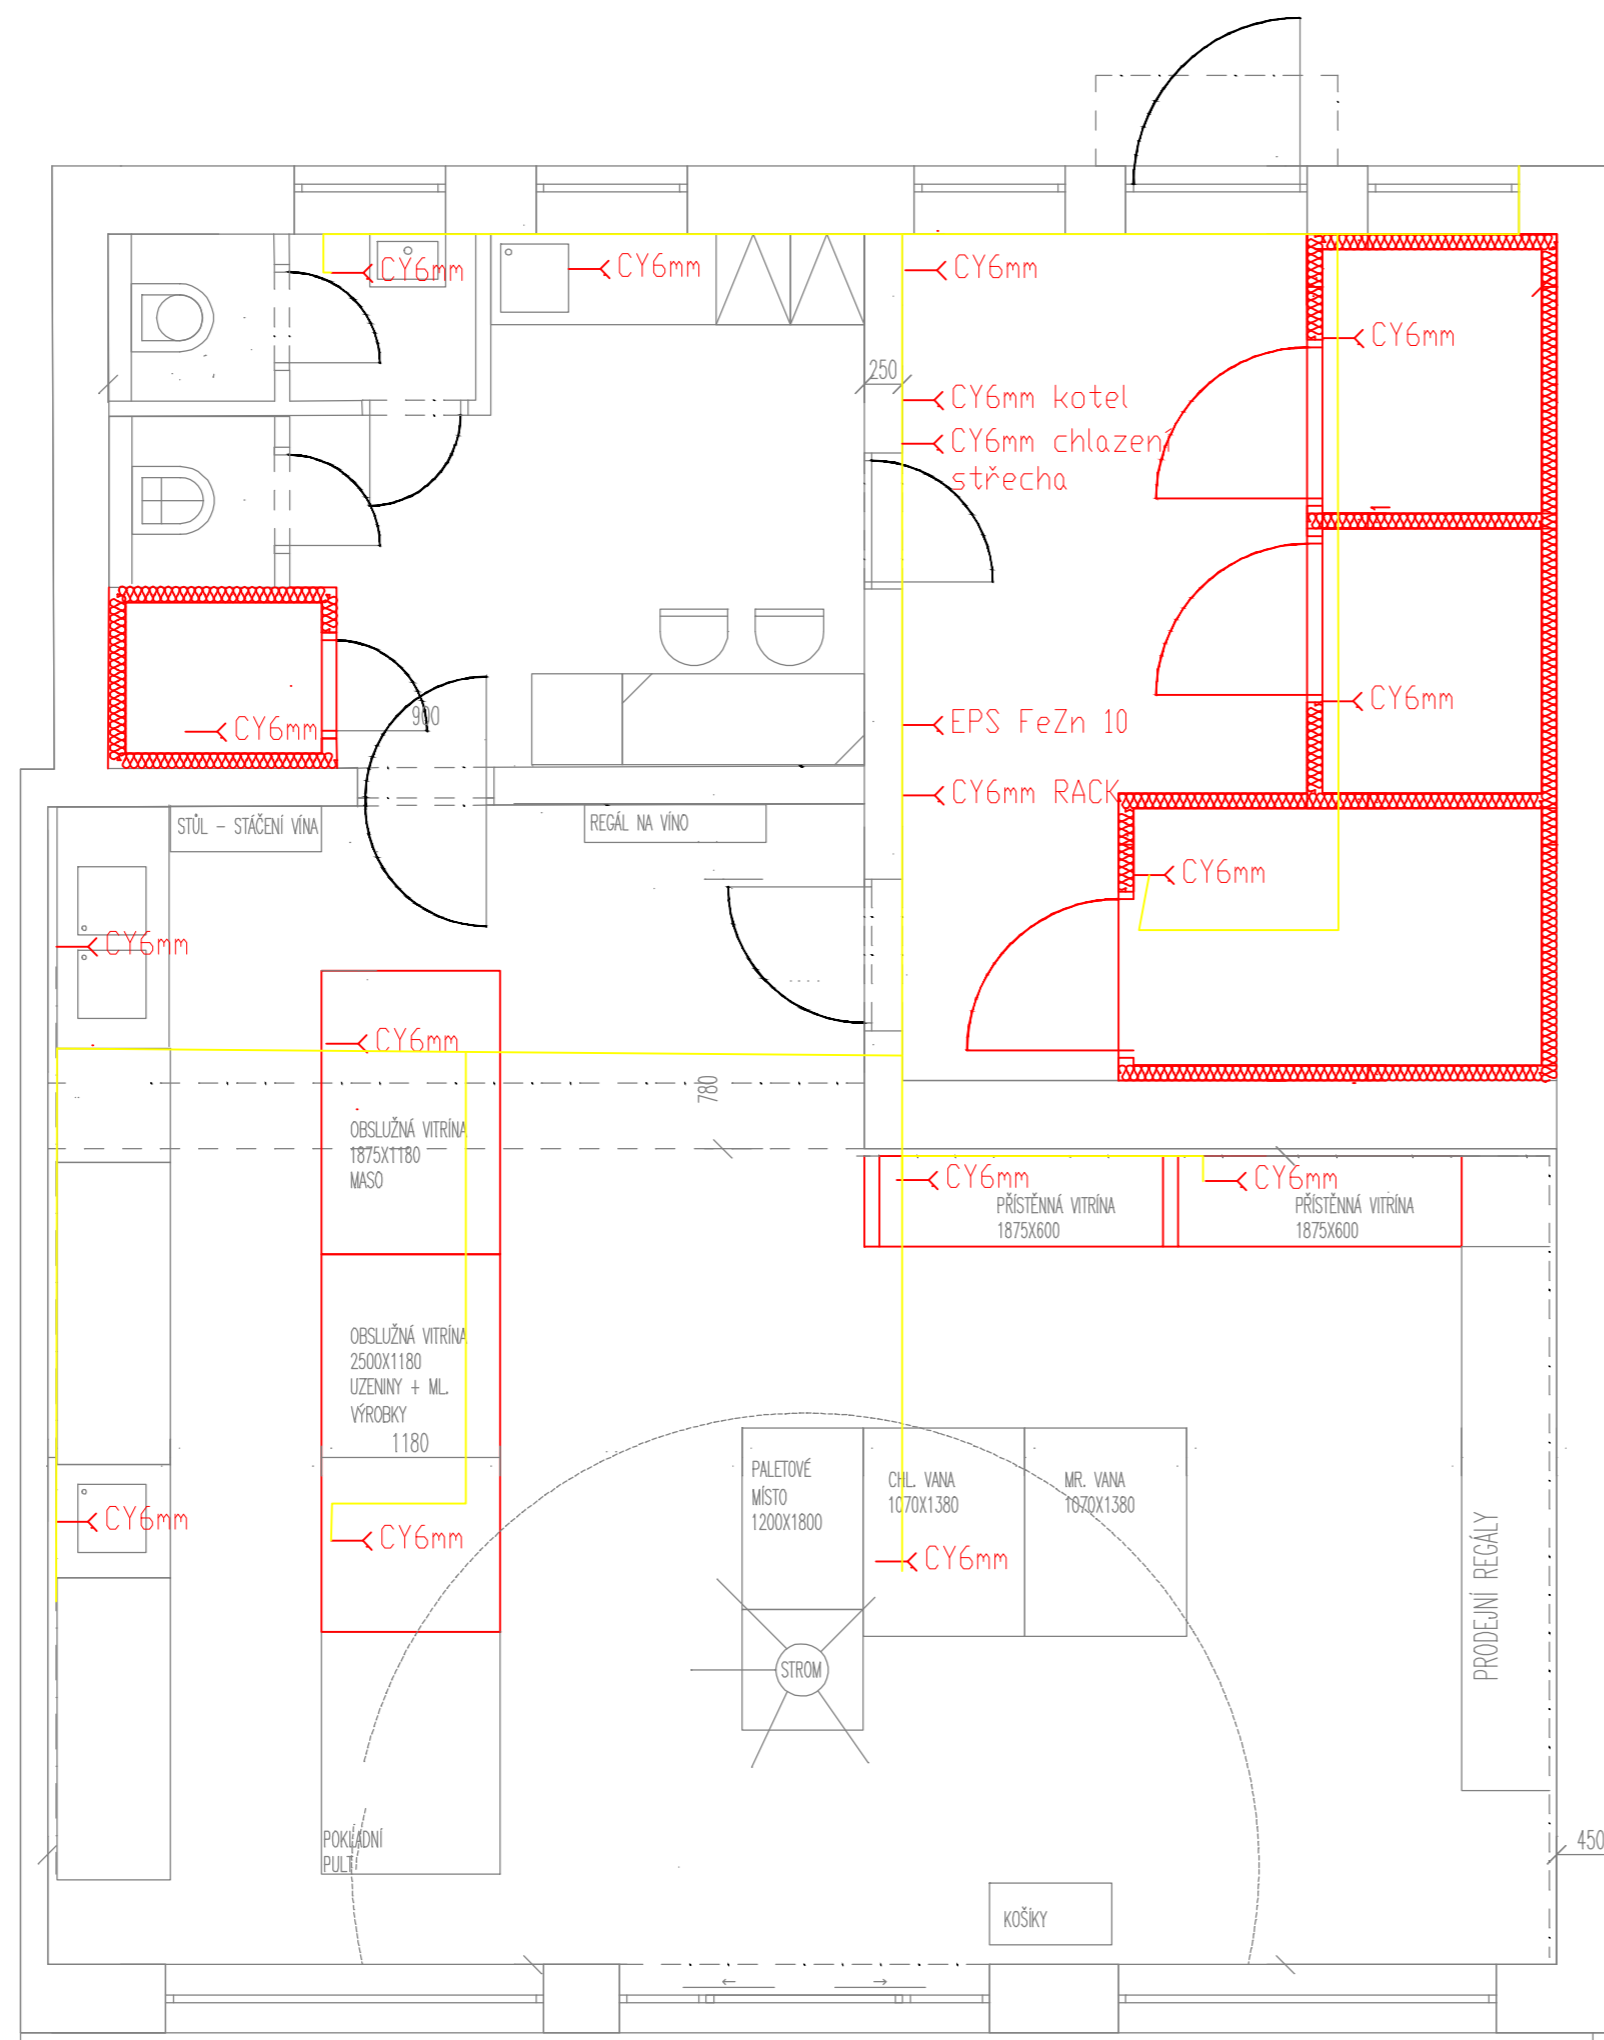 CY6mm
CY6mm
CY6mm
CY6mm
250
CY6mm kotel
CY6mm chlazení
střecha
CY6mm
900
CY6mm
EPS FeZn 10
CY6mm RACK
STŮL – STÁČENÍ VÍNA
REGÁL NA VÍNO
CY6mm
CY6mm
CY6mm
780
OBSLUŽNÁ VITRÍNA
1875X1180
MASO
CY6mm
PŘÍSTĚNNÁ VITRÍNA
1875X600
CY6mm
PŘÍSTĚNNÁ VITRÍNA
1875X600
OBSLUŽNÁ VITRÍNA
2500X1180
UZENINY + ML.
VÝROBKY
1180
PALETOVÉ
MÍSTO
1200X1800
CHL. VANA
1070X1380
MR. VANA
1070X1380
CY6mm
CY6mm
CY6mm
PRODEJNÍ REGÁLY
STROM
POKLADNÍ
PULT
450
KOŠÍKY